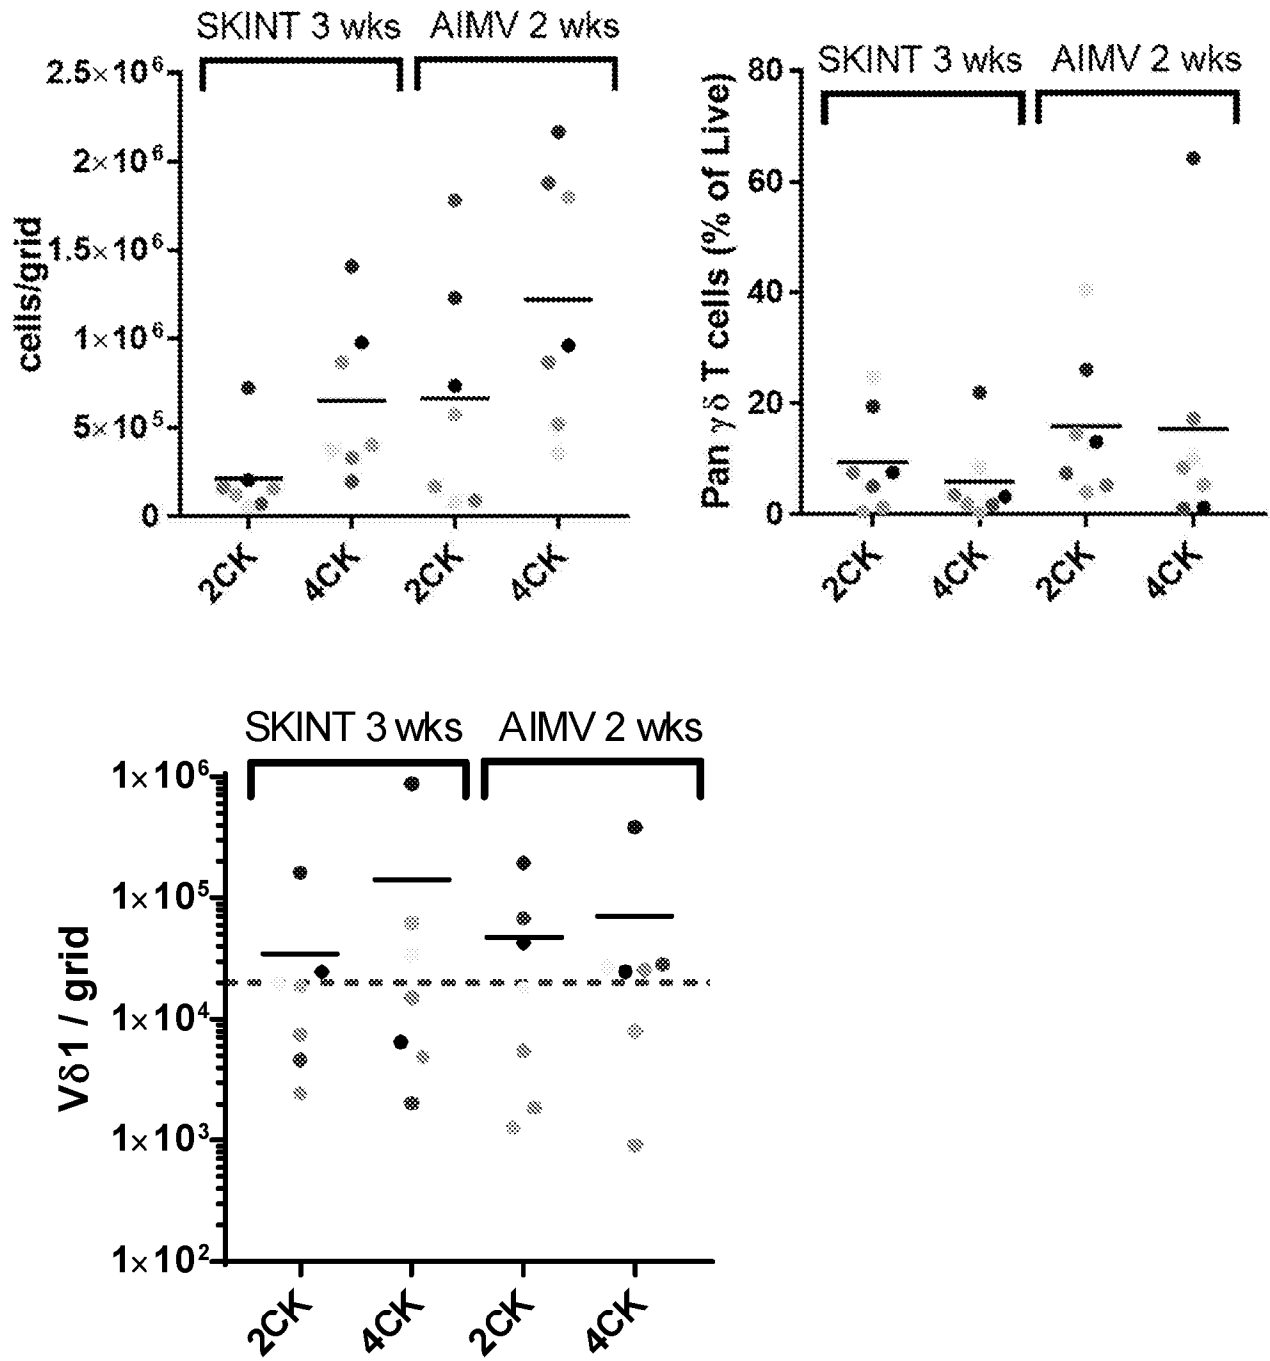 SKINT 3 wks AIMV 2 wks
cells/grid
2.5×10⁶
2×10⁶
1.5×10⁶
1×10⁶
5×10⁵
0
2CK 4CK 2CK 4CK
SKINT 3 wks AIMV 2 wks
Pan γδ T cells (% of Live)
80
60
40
20
0
2CK 4CK 2CK 4CK
SKINT 3 wks AIMV 2 wks
Vδ1 / grid
1×10⁶
1×10⁵
1×10⁴
1×10³
1×10²
2CK 4CK 2CK 4CK